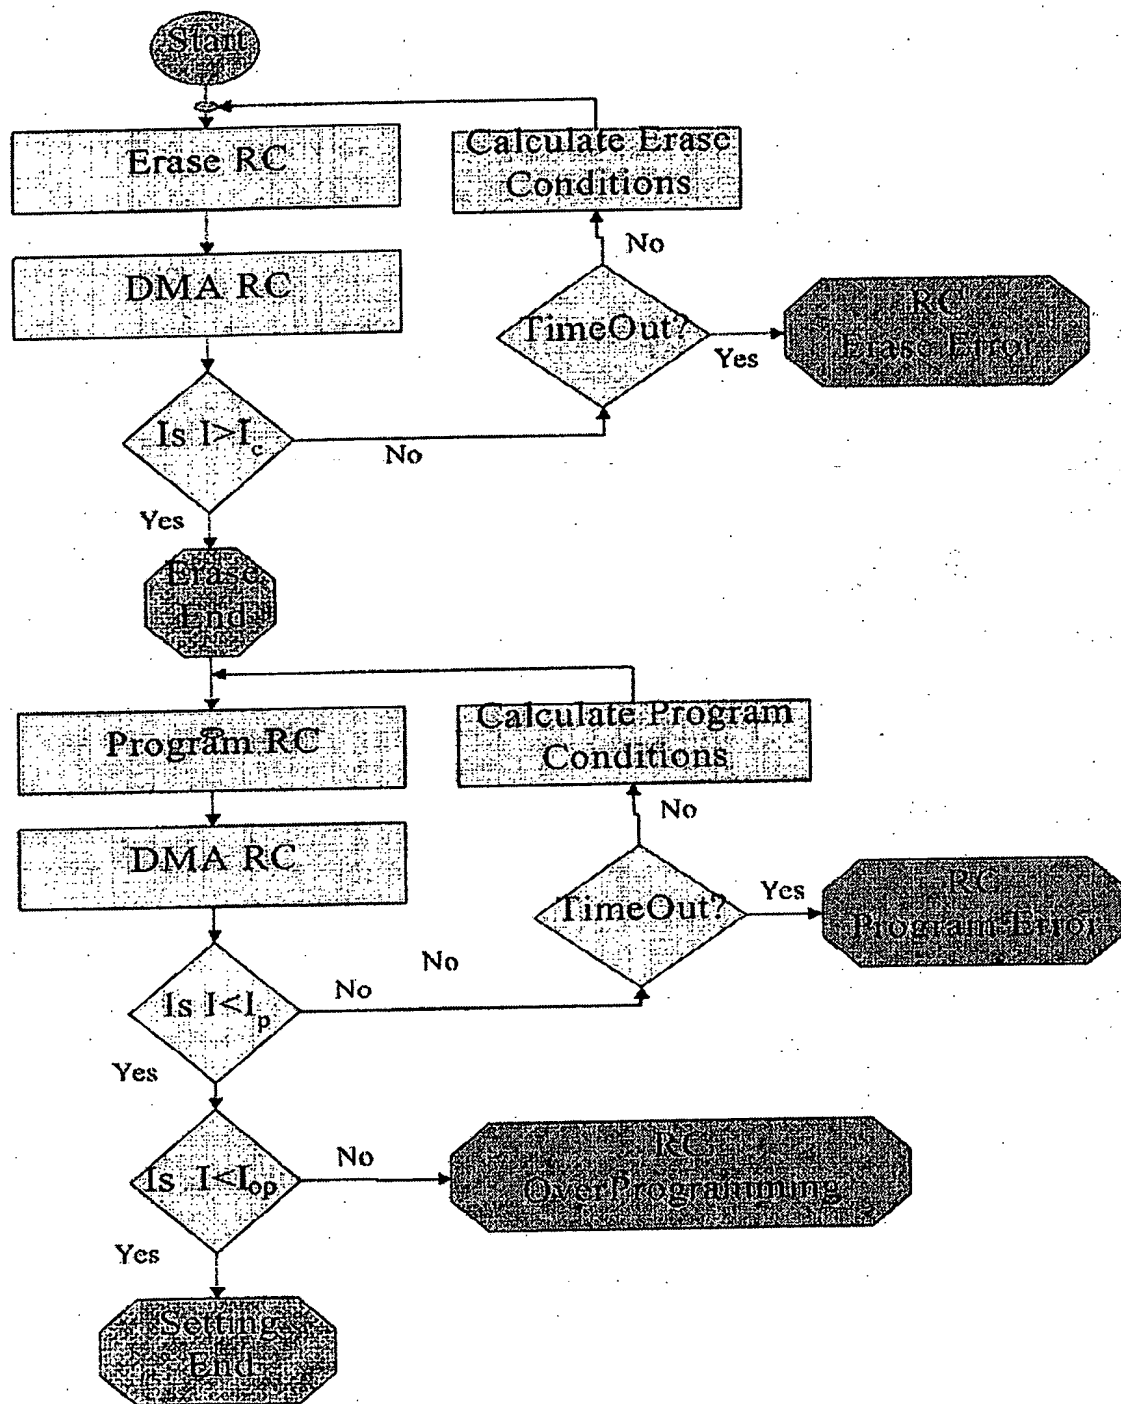 Start
Erase RC
Calculate Erase
Conditions
No
DMA RC
TimeOut?
Yes
RC
Erase Error
Is I>Ic
No
Yes
Erase
End
Program RC
Calculate Program
Conditions
No
DMA RC
TimeOut?
Yes
RC
Program Error
No
No
Is I<Ip
Yes
Is I<Iop
No
RC
OverProgramming
Yes
Setting
End